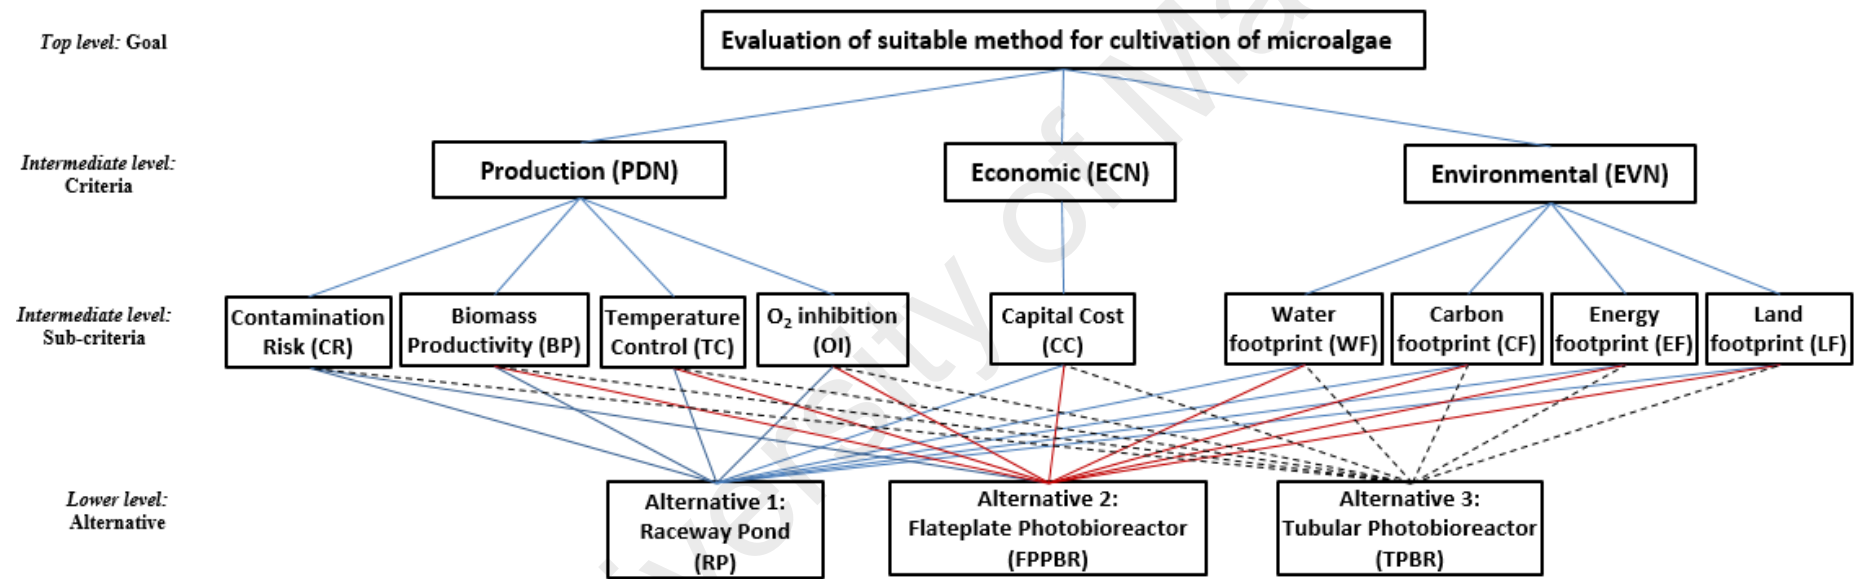 Top level: Goal
Evaluation of suitable method for cultivation of microalgae
Intermediate level:
Criteria
Production (PDN)
Economic (ECN)
Environmental (EVN)
Intermediate level:
Sub-criteria
Contamination
Risk (CR)
Biomass
Productivity (BP)
Temperature
Control (TC)
O₂ inhibition
(OI)
Capital Cost
(CC)
Water
footprint (WF)
Carbon
footprint (CF)
Energy
footprint (EF)
Land
footprint (LF)
Lower level:
Alternative
Alternative 1:
Raceway Pond
(RP)
Alternative 2:
Flateplate Photobioreactor
(FPPBR)
Alternative 3:
Tubular Photobioreactor
(TPBR)
versity of Ma